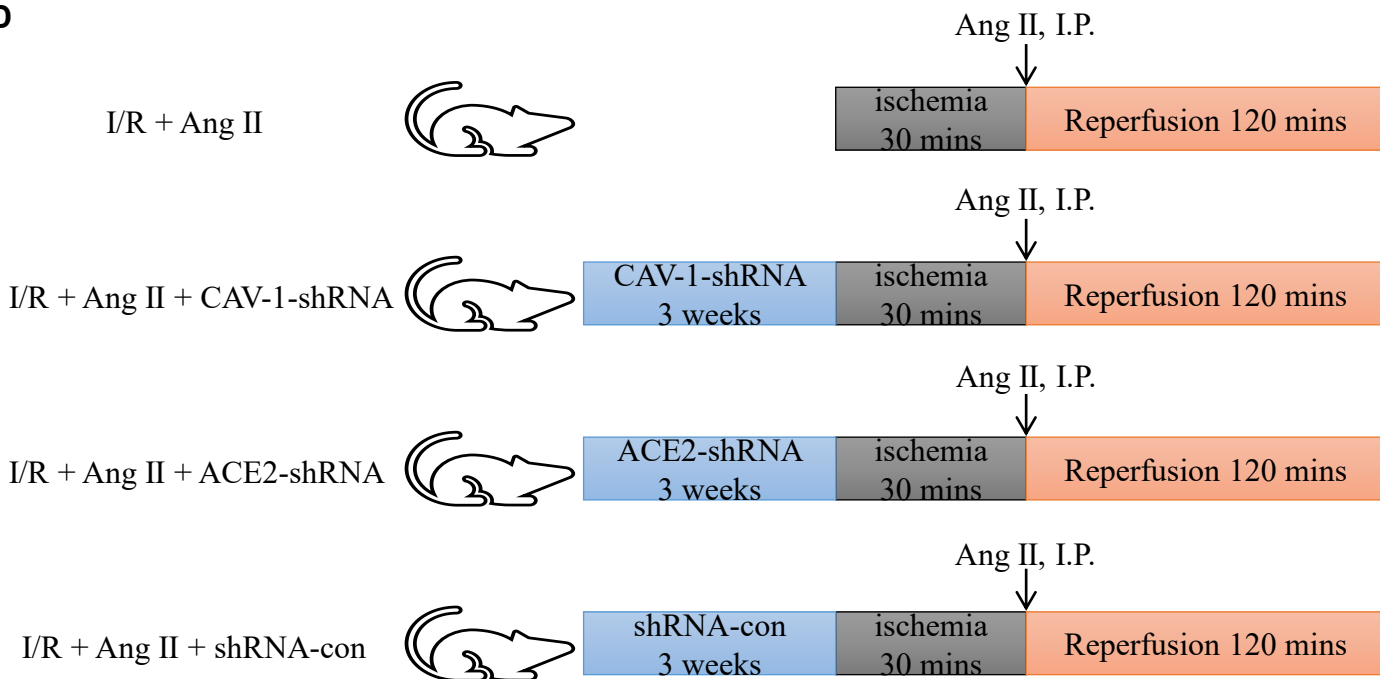 Ang II, I.P.
I/R + Ang II
ischemia
30 mins
Reperfusion 120 mins
Ang II, I.P.
I/R + Ang II + CAV-1-shRNA
CAV-1-shRNA
3 weeks
ischemia
30 mins
Reperfusion 120 mins
Ang II, I.P.
I/R + Ang II + ACE2-shRNA
ACE2-shRNA
3 weeks
ischemia
30 mins
Reperfusion 120 mins
Ang II, I.P.
I/R + Ang II + shRNA-con
shRNA-con
3 weeks
ischemia
30 mins
Reperfusion 120 mins